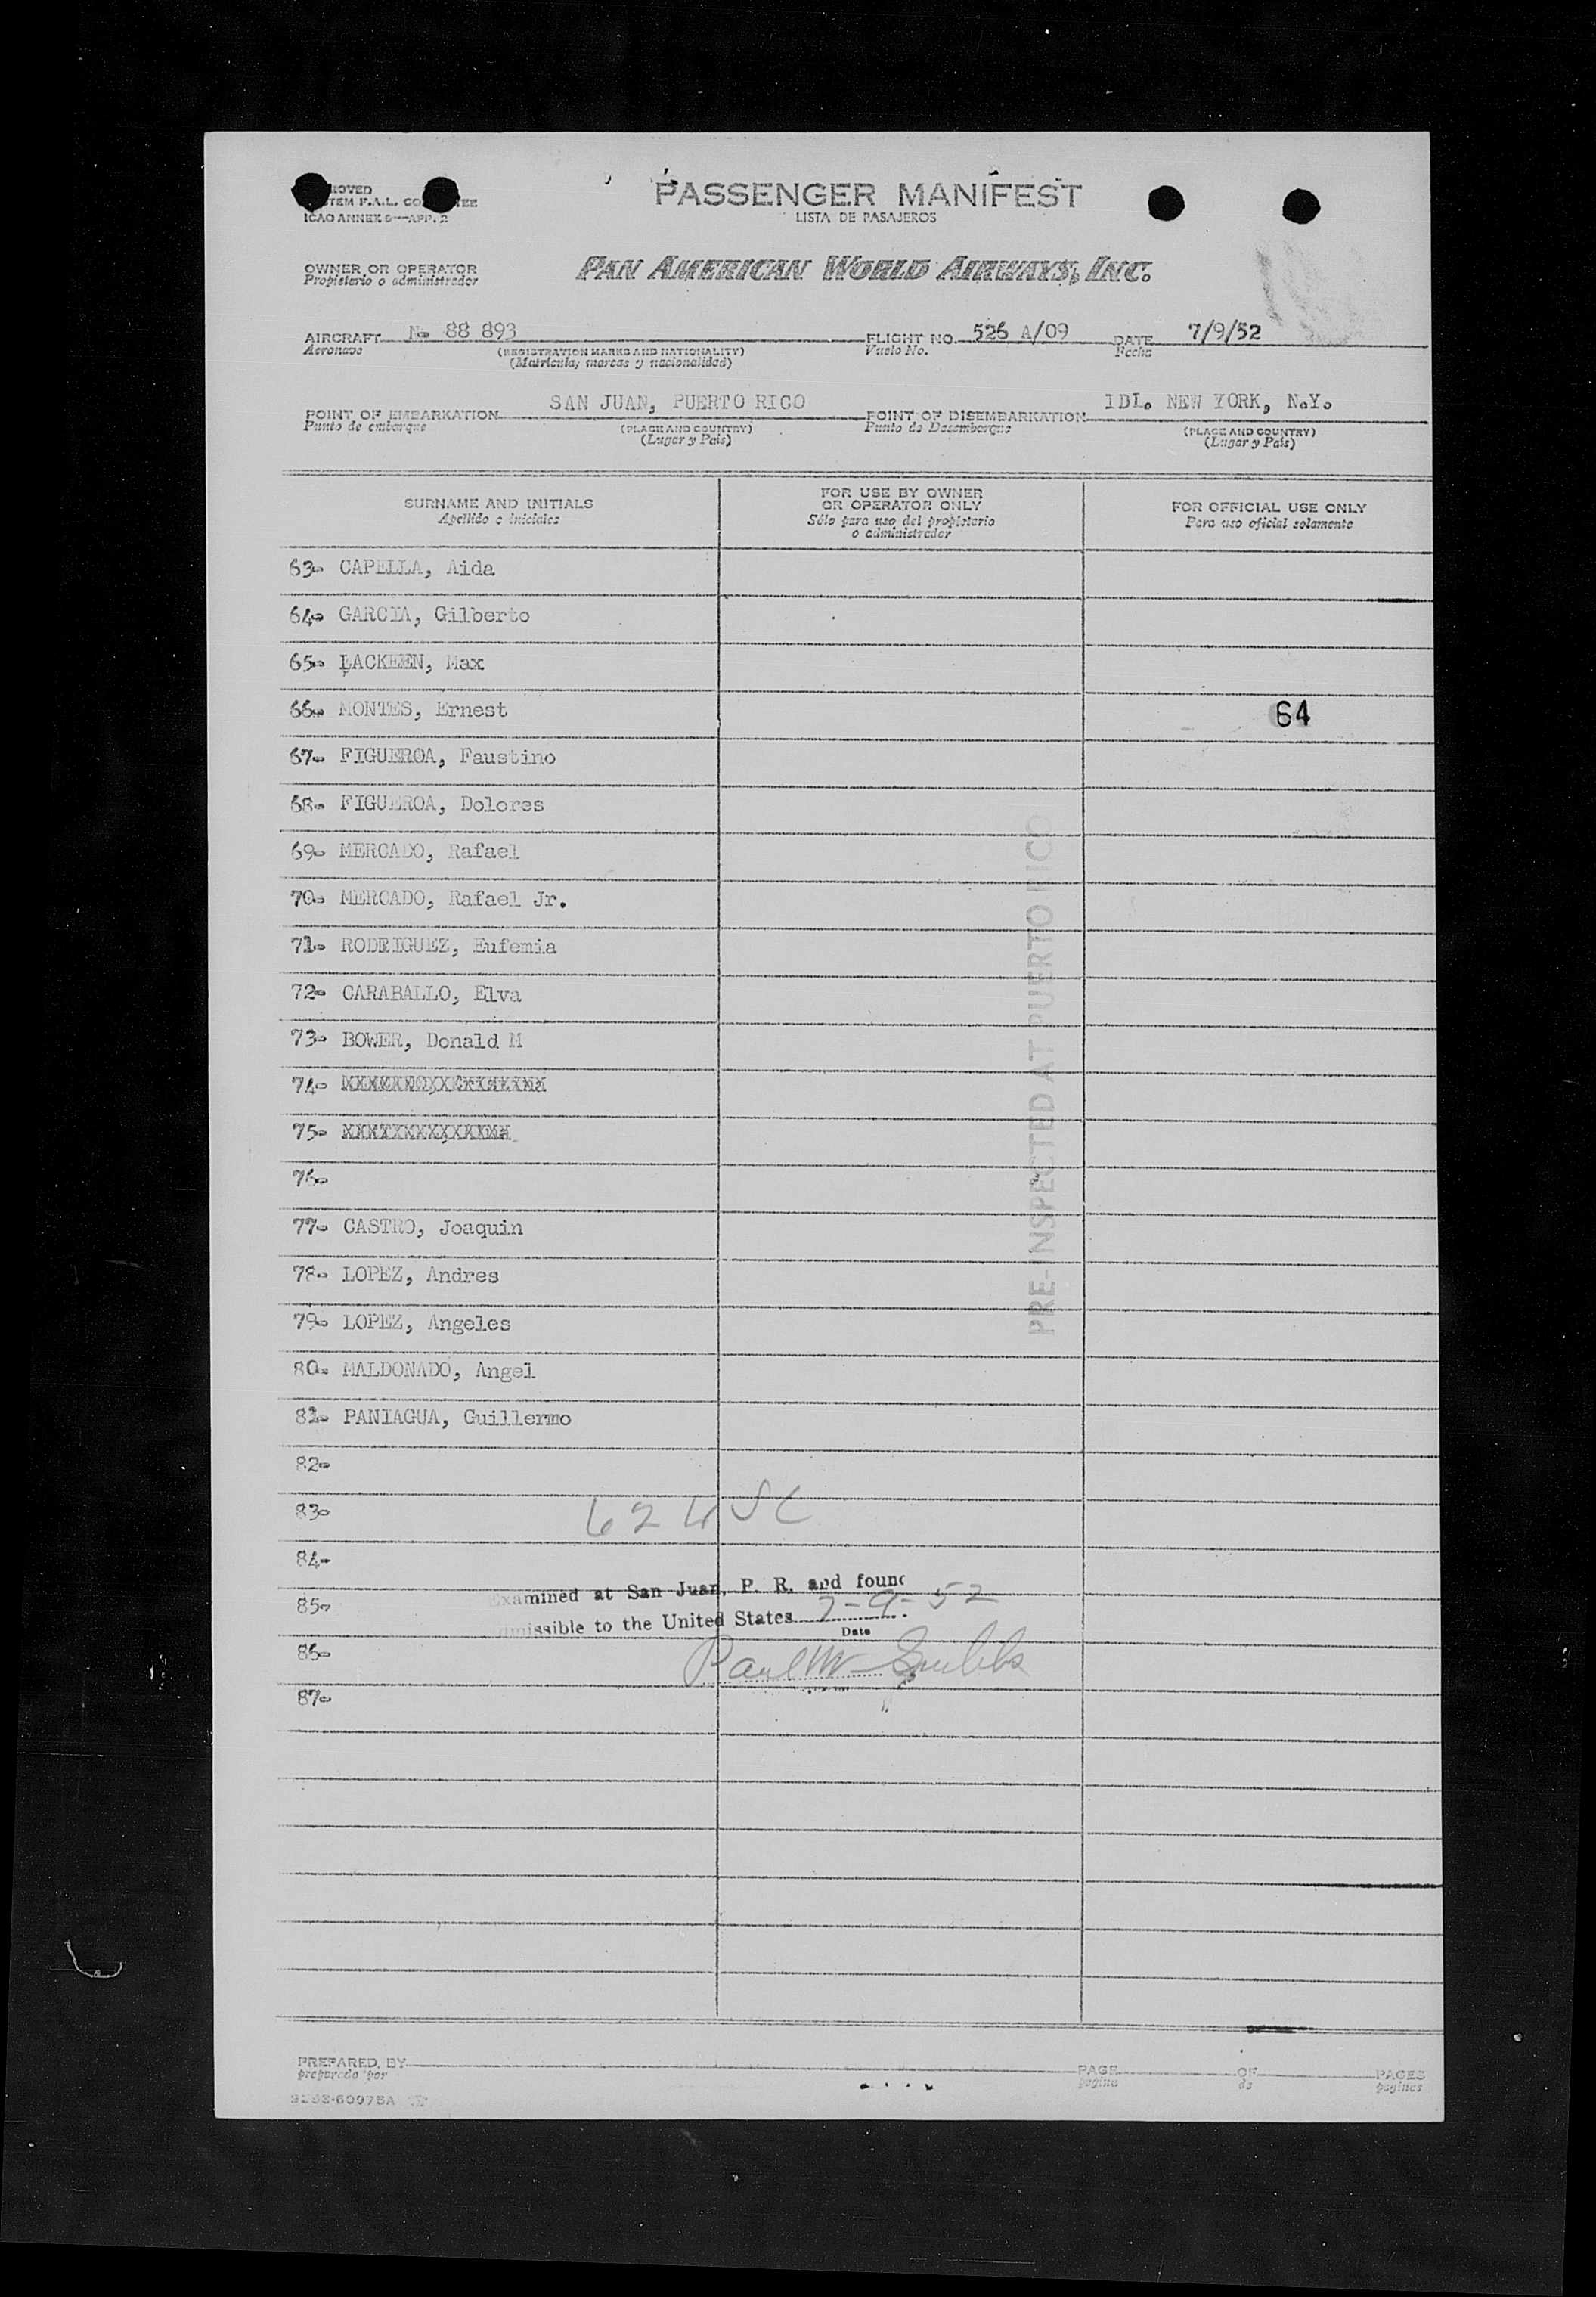 PASSENGER MANIFEST
LISTA DE PASAJEROS
ICAO ANNEX 9—APP. 2
OWNER OR OPERATOR
Propietario o administrador
PAN AMERICAN WORLD AIRWAYS, INC.
AIRCRAFT N- 88 893 FLIGHT NO. 526 A/09 DATE 7/9/52
Aeronave (REGISTRATION MARKS AND NATIONALITY) Vuelo No. Fecha
(Matrícula, marcas y nacionalidad)
POINT OF EMBARKATION SAN JUAN, PUERTO RICO POINT OF DISEMBARKATION IDL. NEW YORK, N.Y.
Punto de embarque (PLACE AND COUNTRY) Punto de Desembarque (PLACE AND COUNTRY)
(Lugar y País) (Lugar y País)
SURNAME AND INITIALS FOR USE BY OWNER OR OPERATOR ONLY FOR OFFICIAL USE ONLY
Apellido e iniciales Sólo para uso del propietario o administrador Para uso oficial solamente
63- CAPELLA, Aida
64- GARCIA, Gilberto
65- LACKEEN, Max
66- MONTES, Ernest 64
67- FIGUEROA, Faustino
68- FIGUEROA, Dolores
69- MERCADO, Rafael
70- MERCADO, Rafael Jr.
71- RODRIGUEZ, Eufemia
72- CARABALLO, Elva
73- BOWER, Donald M
74-
75-
76-
77- CASTRO, Joaquin
78- LOPEZ, Andres
79- LOPEZ, Angeles
80- MALDONADO, Angel
81- PANIAGUA, Guillermo
82-
83-
84-
85-
86-
87-
PRE-INSPECTED AT PUERTO RICO
Examined at San Juan, P. R. and found
admissible to the United States 7-9-52
Date
Paul W Grubbs
PREPARED BY PAGE OF PAGES
preparado por página de páginas